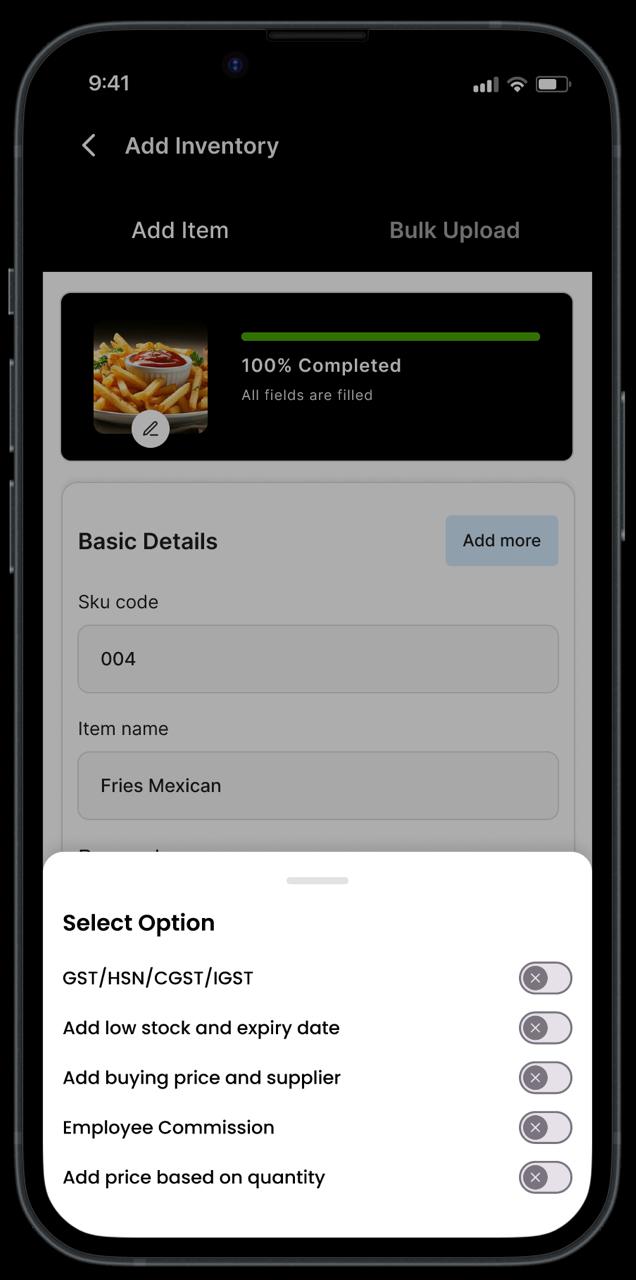 9:41
Add Inventory
Add Item
Bulk Upload
100% Completed
All fields are filled
Basic Details
Add more
Sku code
004
Item name
Fries Mexican
Select Option
GST/HSN/CGST/IGST
Add low stock and expiry date
Add buying price and supplier
Employee Commission
Add price based on quantity